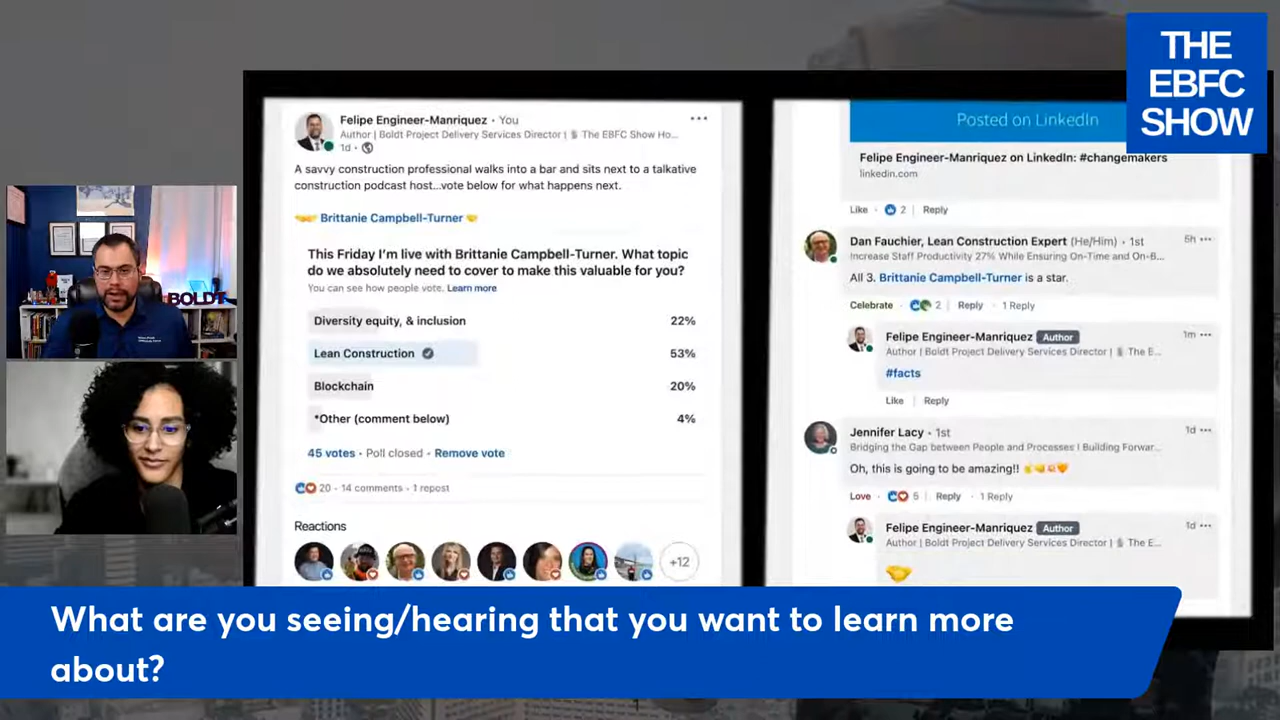 THE
EBFC
SHOW
BOLDT
Felipe Engineer-Manriquez • You
Author | Boldt Project Delivery Services Director | The EBFC Show Ho...
1d •
A savvy construction professional walks into a bar and sits next to a talkative
construction podcast host...vote below for what happens next.
Brittanie Campbell-Turner
This Friday I'm live with Brittanie Campbell-Turner. What topic
do we absolutely need to cover to make this valuable for you?
You can see how people vote. Learn more
Diversity equity, & inclusion 22%
Lean Construction 53%
Blockchain 20%
*Other (comment below) 4%
45 votes • Poll closed • Remove vote
20 · 14 comments · 1 repost
Reactions
+12
Posted on LinkedIn
Felipe Engineer-Manriquez on LinkedIn: #changemakers
linkedin.com
Like • 2 | Reply
Dan Fauchier, Lean Construction Expert (He/Him) • 1st 5h •••
Increase Staff Productivity 27% While Ensuring On-Time and On-B...
All 3. Brittanie Campbell-Turner is a star.
Celebrate • 2 | Reply • 1 Reply
Felipe Engineer-Manriquez Author 1m •••
Author | Boldt Project Delivery Services Director | The E...
#facts
Like | Reply
Jennifer Lacy • 1st 1d •••
Bridging the Gap between People and Processes | Building Forwar...
Oh, this is going to be amazing!!
Love • 5 | Reply • 1 Reply
Felipe Engineer-Manriquez Author 1d •••
Author | Boldt Project Delivery Services Director | The E...
What are you seeing/hearing that you want to learn more
about?